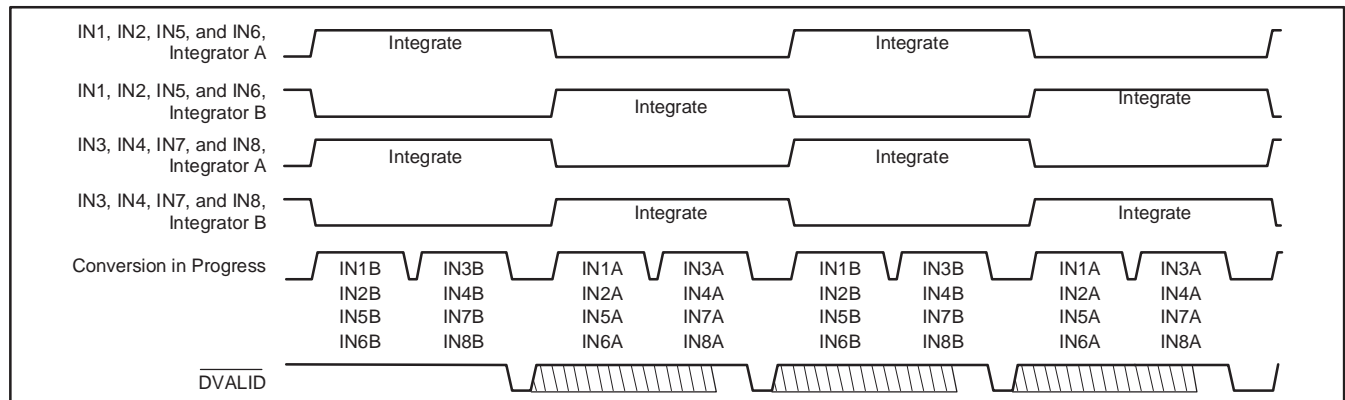 IN1, IN2, IN5, and IN6,
Integrator A
Integrate
Integrate
IN1, IN2, IN5, and IN6,
Integrator B
Integrate
Integrate
IN3, IN4, IN7, and IN8,
Integrator A
Integrate
Integrate
IN3, IN4, IN7, and IN8,
Integrator B
Integrate
Integrate
Conversion in Progress
IN1B IN3B IN1A IN3A IN1B IN3B IN1A IN3A
IN2B IN4B IN2A IN4A IN2B IN4B IN2A IN4A
IN5B IN7B IN5A IN7A IN5B IN7B IN5A IN7A
IN6B IN8B IN6A IN8A IN6B IN8B IN6A IN8A
DVALID